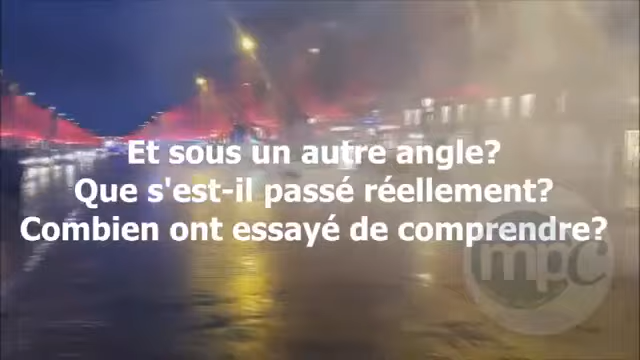 Et sous un autre angle?
Que s'est-il passé réellement?
Combien ont essayé de comprendre?
mpc